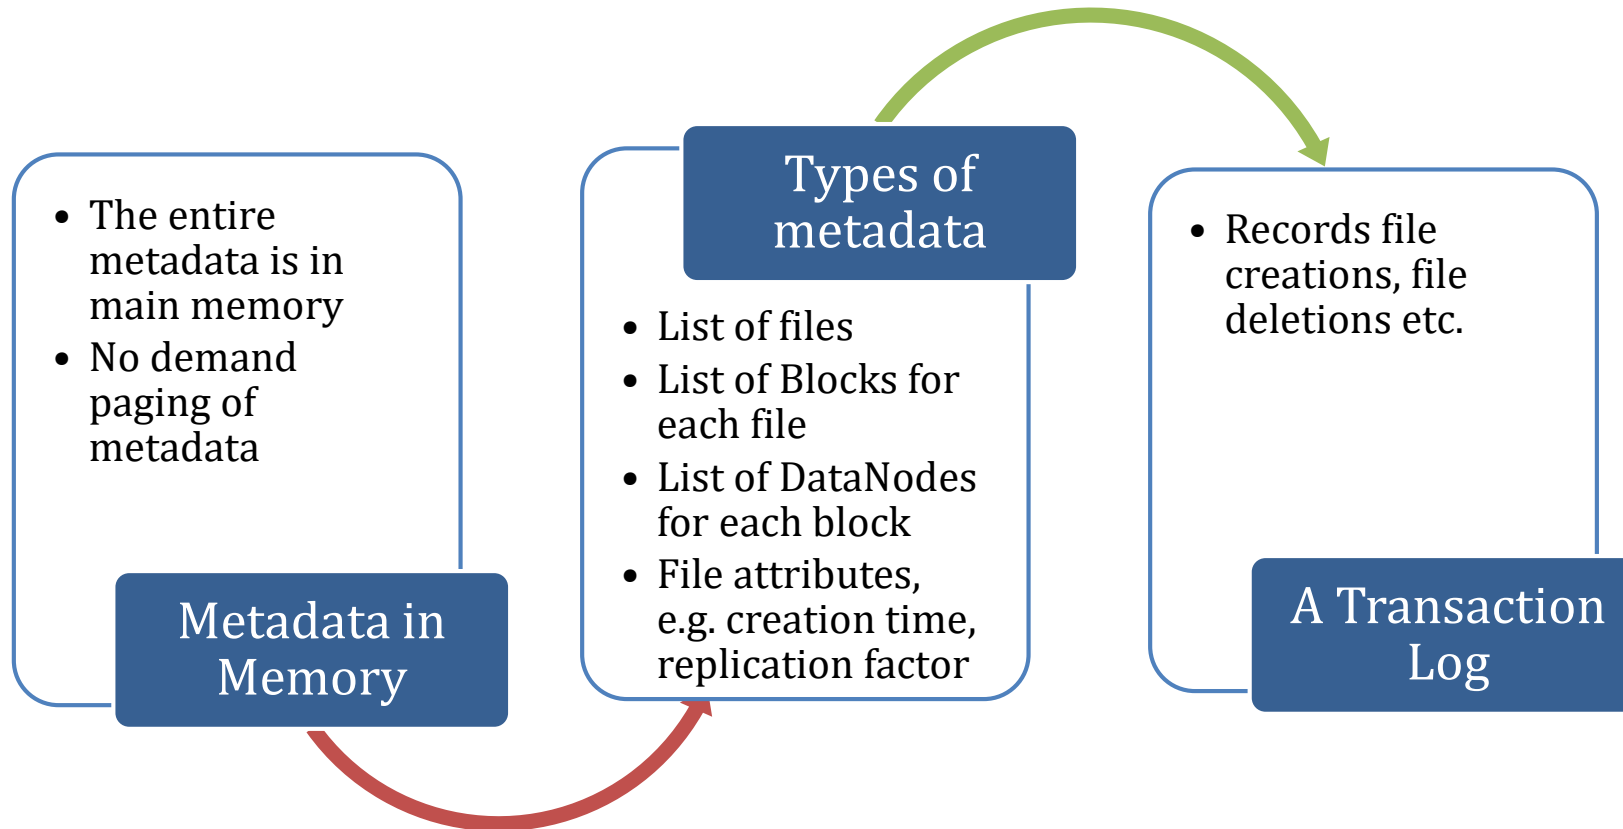 • The entire
metadata is in
main memory
• No demand
paging of
metadata
Metadata in
Memory
Types of
metadata
• List of files
• List of Blocks for
each file
• List of DataNodes
for each block
• File attributes,
e.g. creation time,
replication factor
• Records file
creations, file
deletions etc.
A Transaction
Log